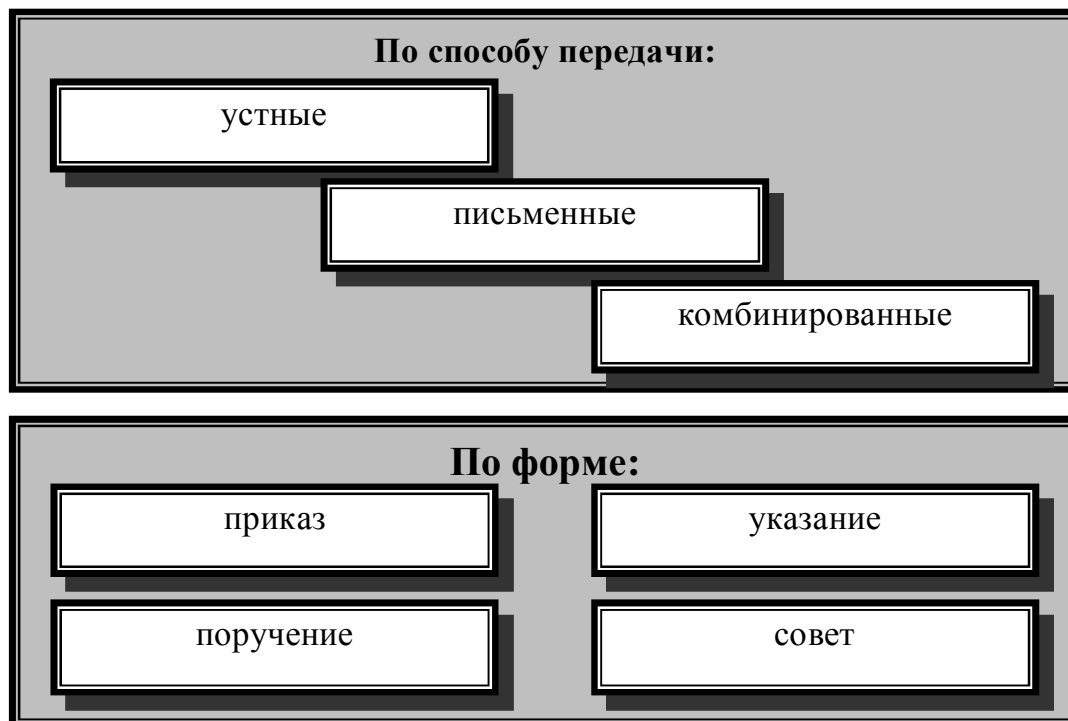 По способу передачи:
устные
письменные
комбинированные
По форме:
приказ
указание
поручение
совет